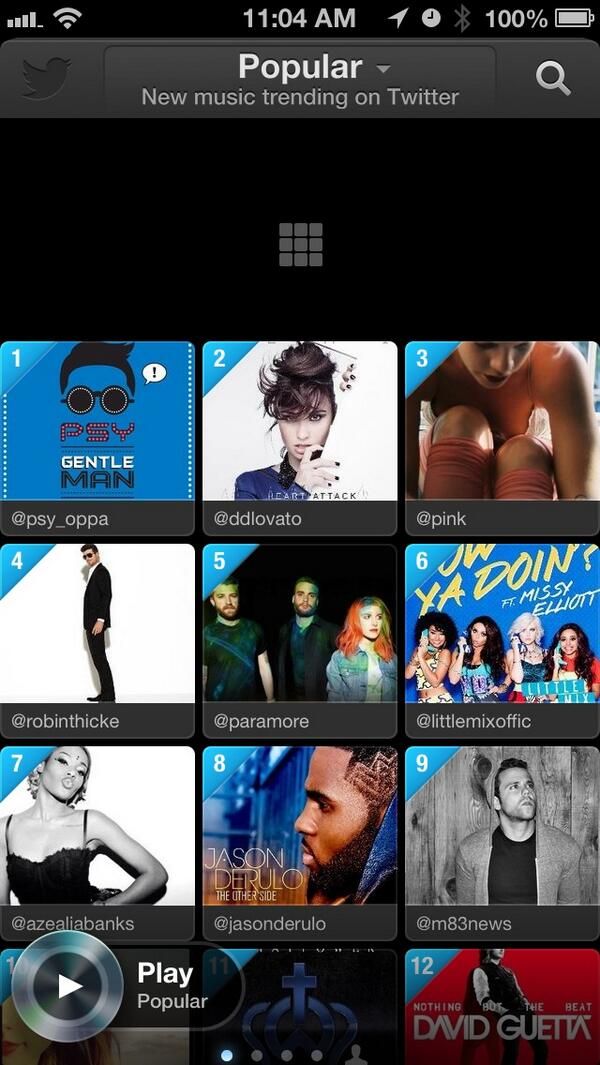 11:04 AM
100%
Popular
New music trending on Twitter
1
!
PSY
GENTLE
MAN
@psy_oppa
2
HEART ATTACK
@ddlovato
3
@pink
4
@robinthicke
5
@paramore
6
YA DOIN'?
FT. MISSY
ELLIOTT
LITTLE MIX
@littlemixoffic
7
@azealiabanks
8
JASON
DERULO
THE OTHER SIDE
@jasonderulo
9
@m83news
10
11
12
NOTHING BUT THE BEAT
DAVID GUETTA
Play
Popular